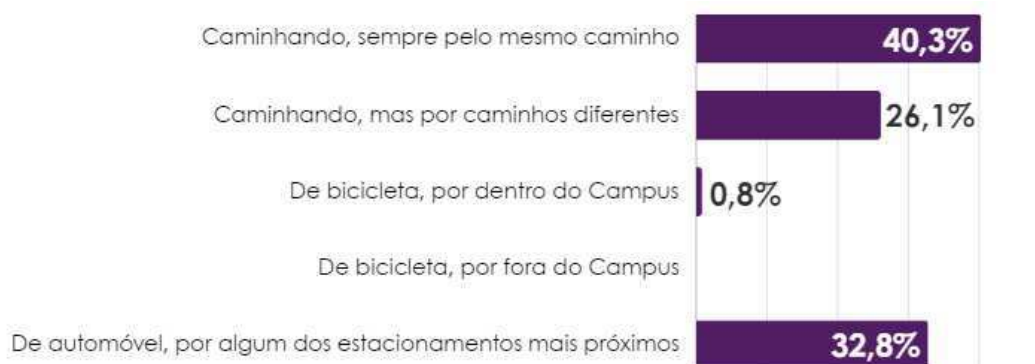 Caminhando, sempre pelo mesmo caminho 40,3%
Caminhando, mas por caminhos diferentes 26,1%
De bicicleta, por dentro do Campus 0,8%
De bicicleta, por fora do Campus
De automóvel, por algum dos estacionamentos mais próximos 32,8%